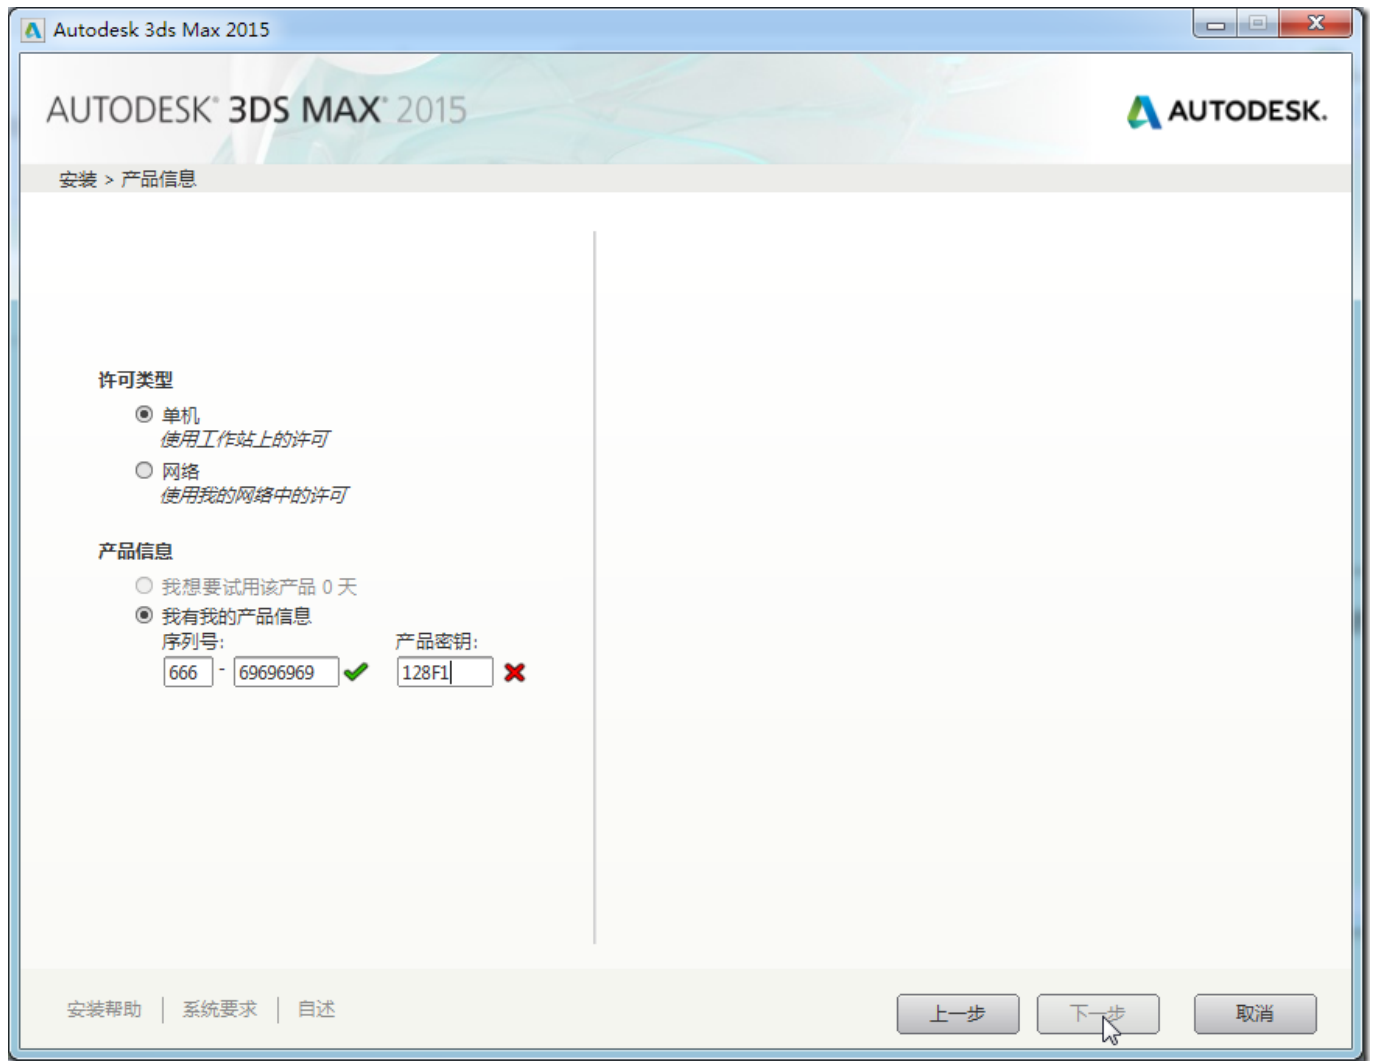 Autodesk 3ds Max 2015
AUTODESK® 3DS MAX® 2015
AUTODESK.
安装 > 产品信息
许可类型
单机
使用工作站上的许可
网络
使用我的网络中的许可
产品信息
我想要试用该产品 0 天
我有我的产品信息
序列号: 产品密钥:
666 - 69696969 128F1
安装帮助 | 系统要求 | 自述 上一步 下一步 取消